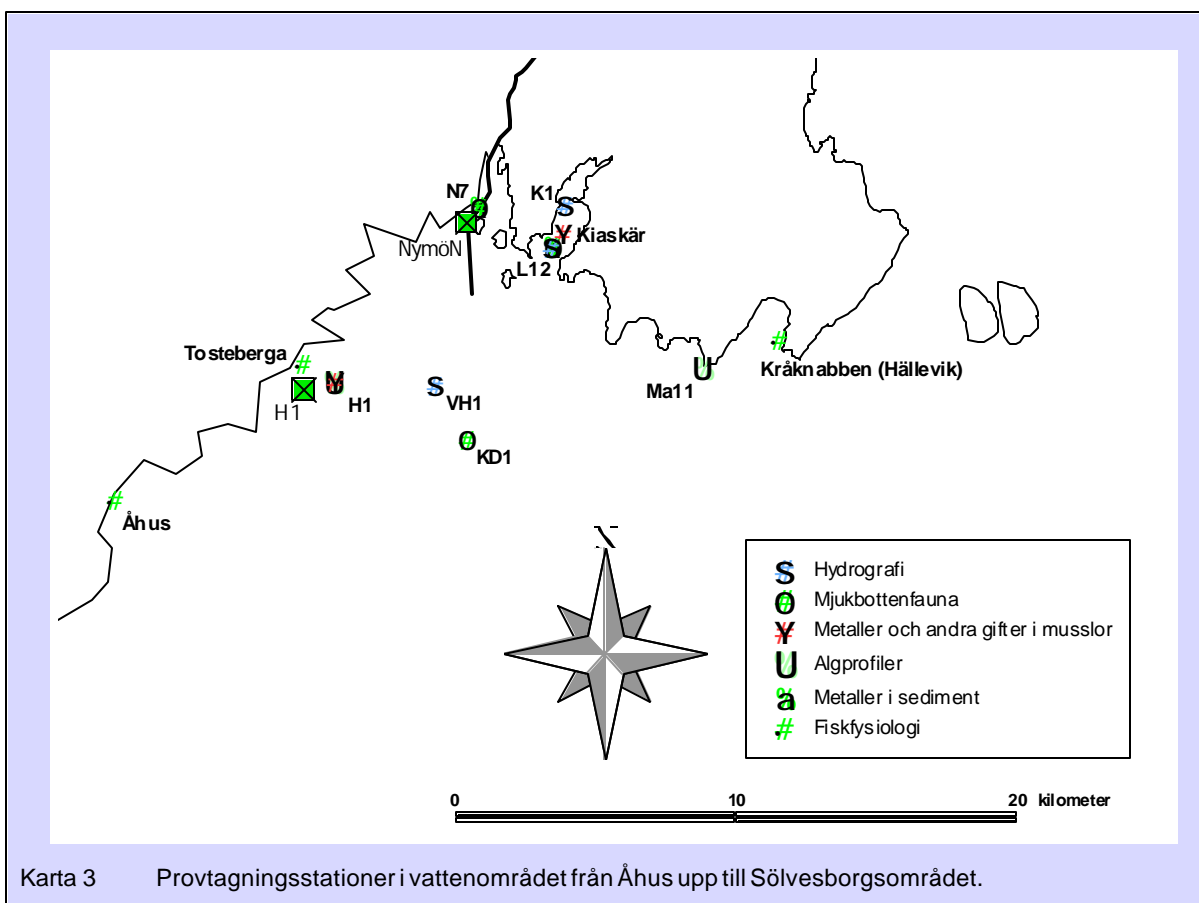 N7
K1
NymöN
Kiaskär
L12
Tosteberga
Kråknabben (Hällevik)
Ma11
H1
H1
VH1
KD1
Åhus
S Hydrografi
O Mjukbottenfauna
Y Metaller och andra gifter i musslor
U Algprofiler
a Metaller i sediment
# Fiskfysiologi
0 10 20 kilometer
Karta 3 Provtagningsstationer i vattenområdet från Åhus upp till Sölvesborgsområdet.